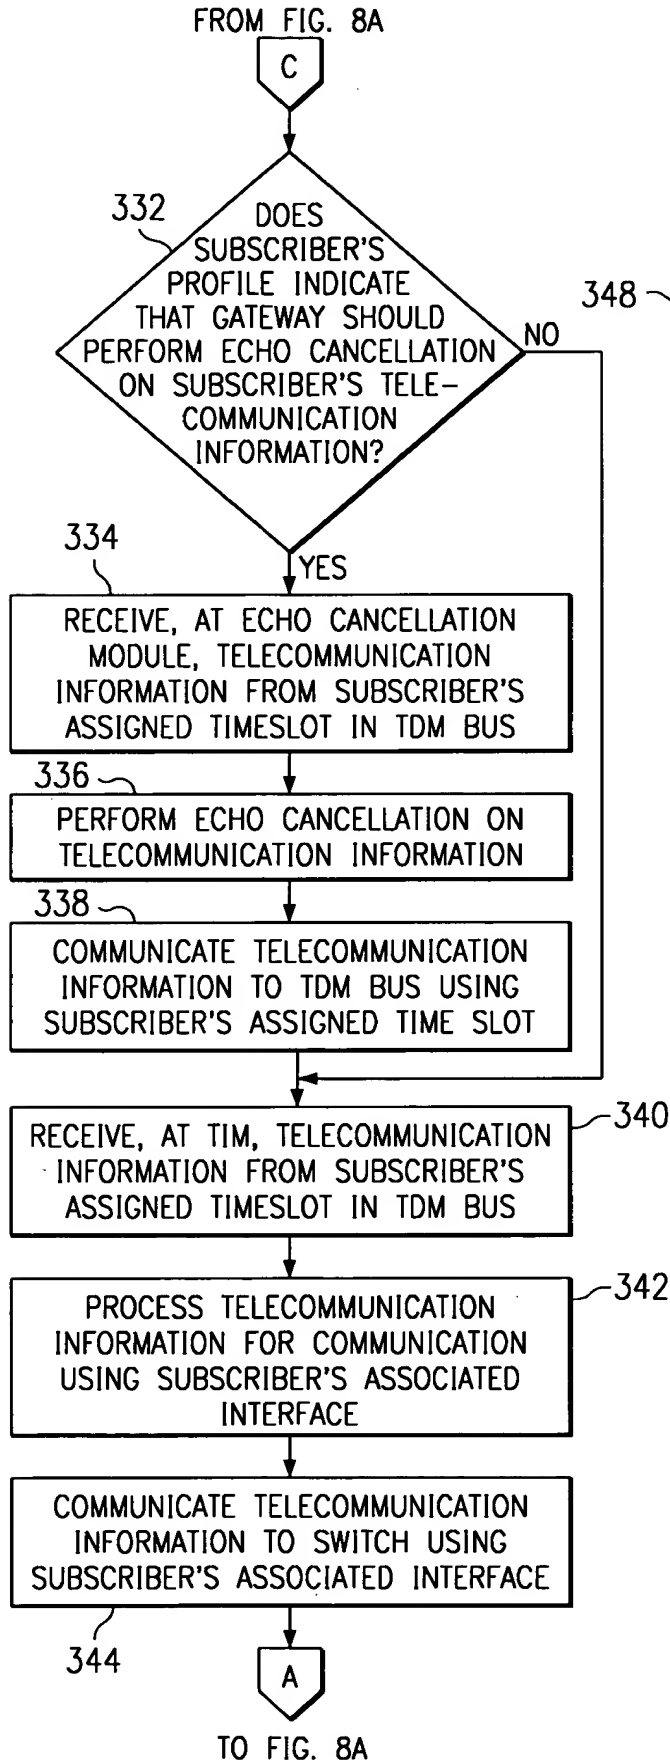 FROM FIG. 8A
C
332
DOES
SUBSCRIBER'S
PROFILE INDICATE
THAT GATEWAY SHOULD
PERFORM ECHO CANCELLATION
ON SUBSCRIBER'S TELE-
COMMUNICATION
INFORMATION?
348
NO
YES
334
RECEIVE, AT ECHO CANCELLATION
MODULE, TELECOMMUNICATION
INFORMATION FROM SUBSCRIBER'S
ASSIGNED TIMESLOT IN TDM BUS
336
PERFORM ECHO CANCELLATION ON
TELECOMMUNICATION INFORMATION
338
COMMUNICATE TELECOMMUNICATION
INFORMATION TO TDM BUS USING
SUBSCRIBER'S ASSIGNED TIME SLOT
340
RECEIVE, AT TIM, TELECOMMUNICATION
INFORMATION FROM SUBSCRIBER'S
ASSIGNED TIMESLOT IN TDM BUS
342
PROCESS TELECOMMUNICATION
INFORMATION FOR COMMUNICATION
USING SUBSCRIBER'S ASSOCIATED
INTERFACE
COMMUNICATE TELECOMMUNICATION
INFORMATION TO SWITCH USING
SUBSCRIBER'S ASSOCIATED INTERFACE
344
A
TO FIG. 8A